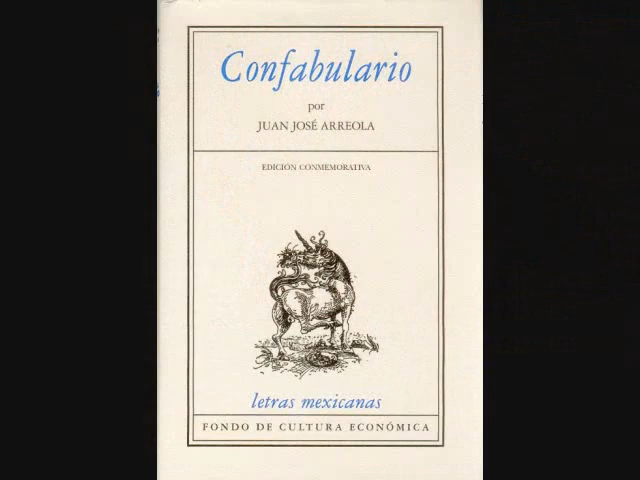 Confabulario
por
JUAN JOSÉ ARREOLA
EDICIÓN CONMEMORATIVA
letras mexicanas
FONDO DE CULTURA ECONÓMICA